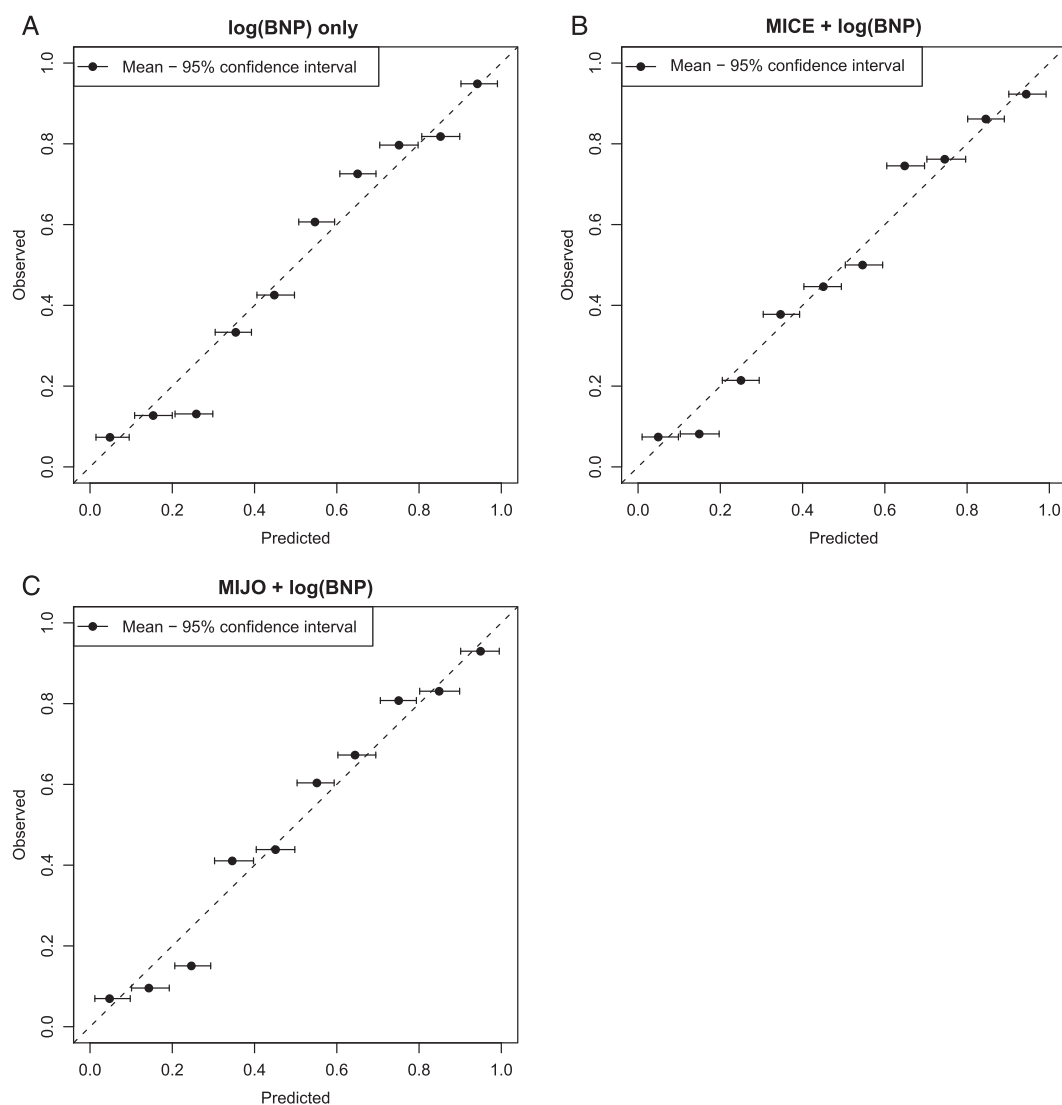 A
log(BNP) only
Mean − 95% confidence interval
Observed
0.0 0.2 0.4 0.6 0.8 1.0
0.0 0.2 0.4 0.6 0.8 1.0
Predicted
B
MICE + log(BNP)
Mean − 95% confidence interval
Observed
0.0 0.2 0.4 0.6 0.8 1.0
0.0 0.2 0.4 0.6 0.8 1.0
Predicted
C
MIJO + log(BNP)
Mean − 95% confidence interval
Observed
0.0 0.2 0.4 0.6 0.8 1.0
0.0 0.2 0.4 0.6 0.8 1.0
Predicted